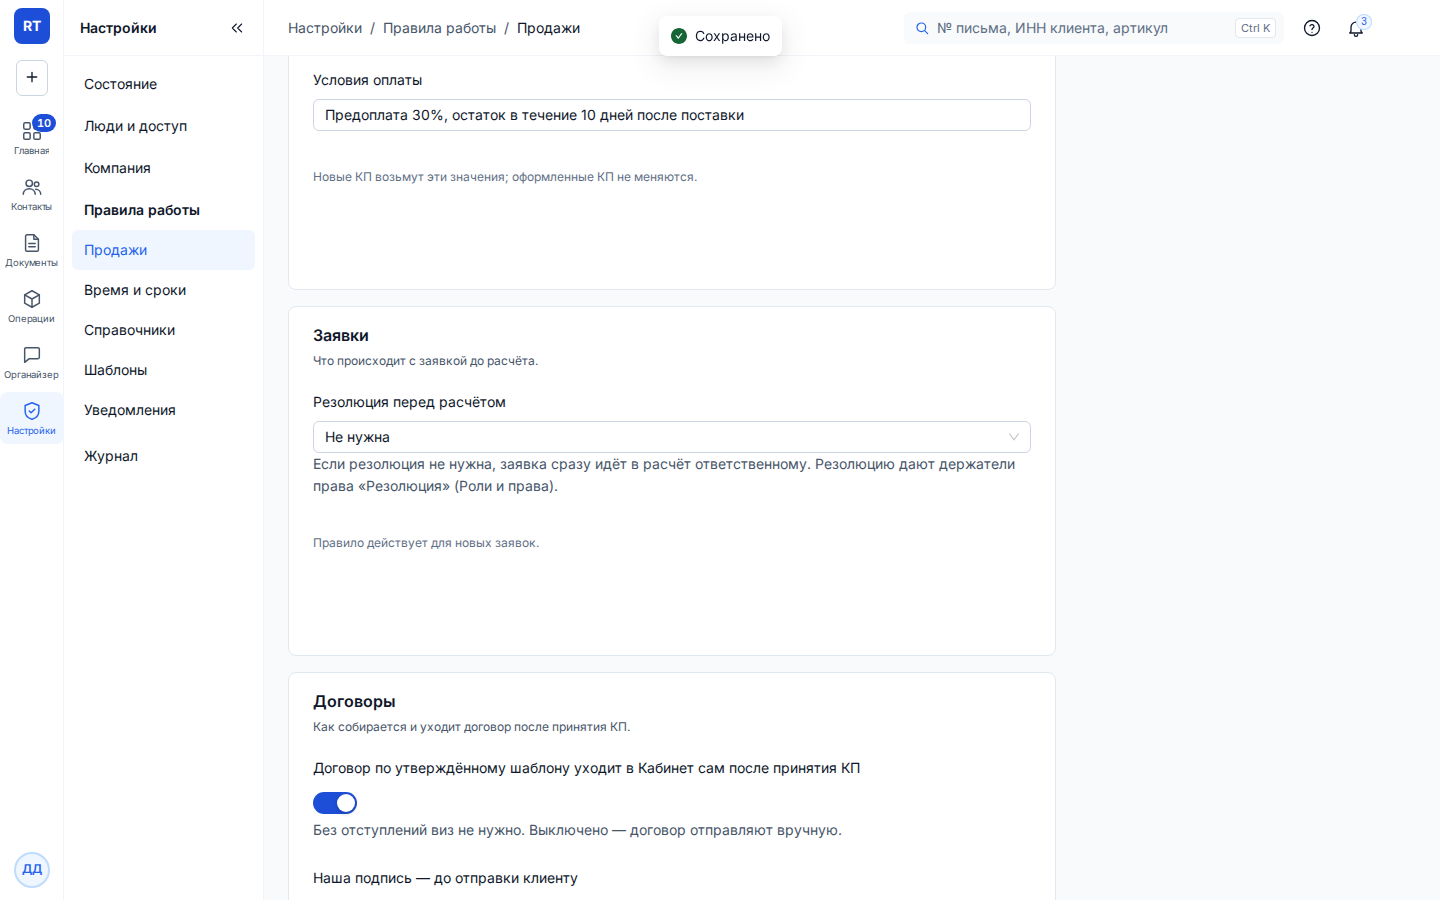 RT
Настройки
Настройки / Правила работы / Продажи
Сохранено
№ письма, ИНН клиента, артикул
Ctrl K
3
10
Главная
Контакты
Документы
Операции
Органайзер
Настройки
ДД
Состояние
Люди и доступ
Компания
Правила работы
Продажи
Время и сроки
Справочники
Шаблоны
Уведомления
Журнал
Условия оплаты
Предоплата 30%, остаток в течение 10 дней после поставки
Новые КП возьмут эти значения; оформленные КП не меняются.
Заявки
Что происходит с заявкой до расчёта.
Резолюция перед расчётом
Не нужна
Если резолюция не нужна, заявка сразу идёт в расчёт ответственному. Резолюцию дают держатели
права «Резолюция» (Роли и права).
Правило действует для новых заявок.
Договоры
Как собирается и уходит договор после принятия КП.
Договор по утверждённому шаблону уходит в Кабинет сам после принятия КП
Без отступлений виз не нужно. Выключено — договор отправляют вручную.
Наша подпись — до отправки клиенту